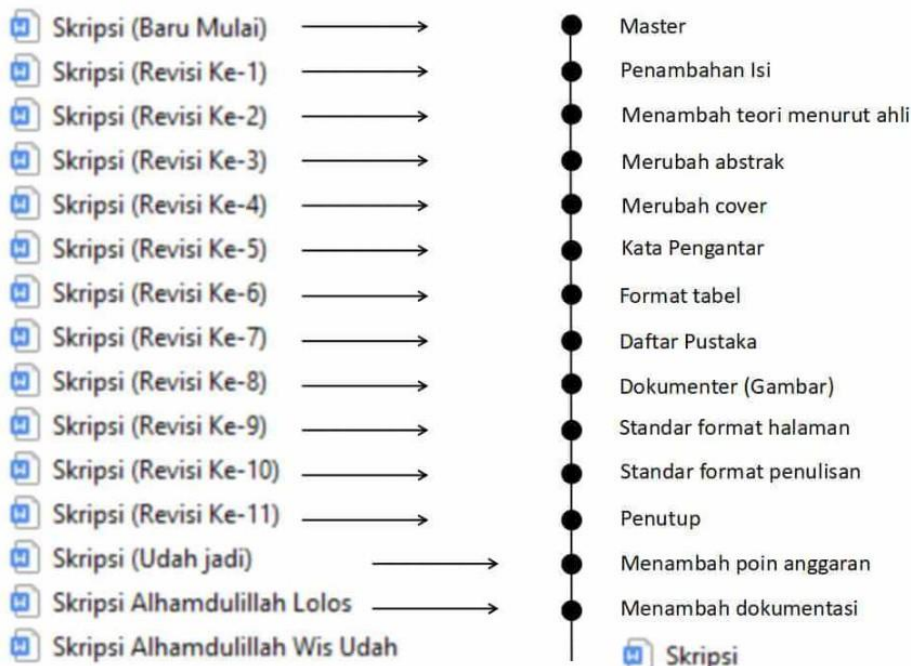 Skripsi (Baru Mulai) Master
Skripsi (Revisi Ke-1) Penambahan Isi
Skripsi (Revisi Ke-2) Menambah teori menurut ahli
Skripsi (Revisi Ke-3) Merubah abstrak
Skripsi (Revisi Ke-4) Merubah cover
Skripsi (Revisi Ke-5) Kata Pengantar
Skripsi (Revisi Ke-6) Format tabel
Skripsi (Revisi Ke-7) Daftar Pustaka
Skripsi (Revisi Ke-8) Dokumenter (Gambar)
Skripsi (Revisi Ke-9) Standar format halaman
Skripsi (Revisi Ke-10) Standar format penulisan
Skripsi (Revisi Ke-11) Penutup
Skripsi (Udah jadi) Menambah poin anggaran
Skripsi Alhamdulillah Lolos Menambah dokumentasi
Skripsi Alhamdulillah Wis Udah Skripsi